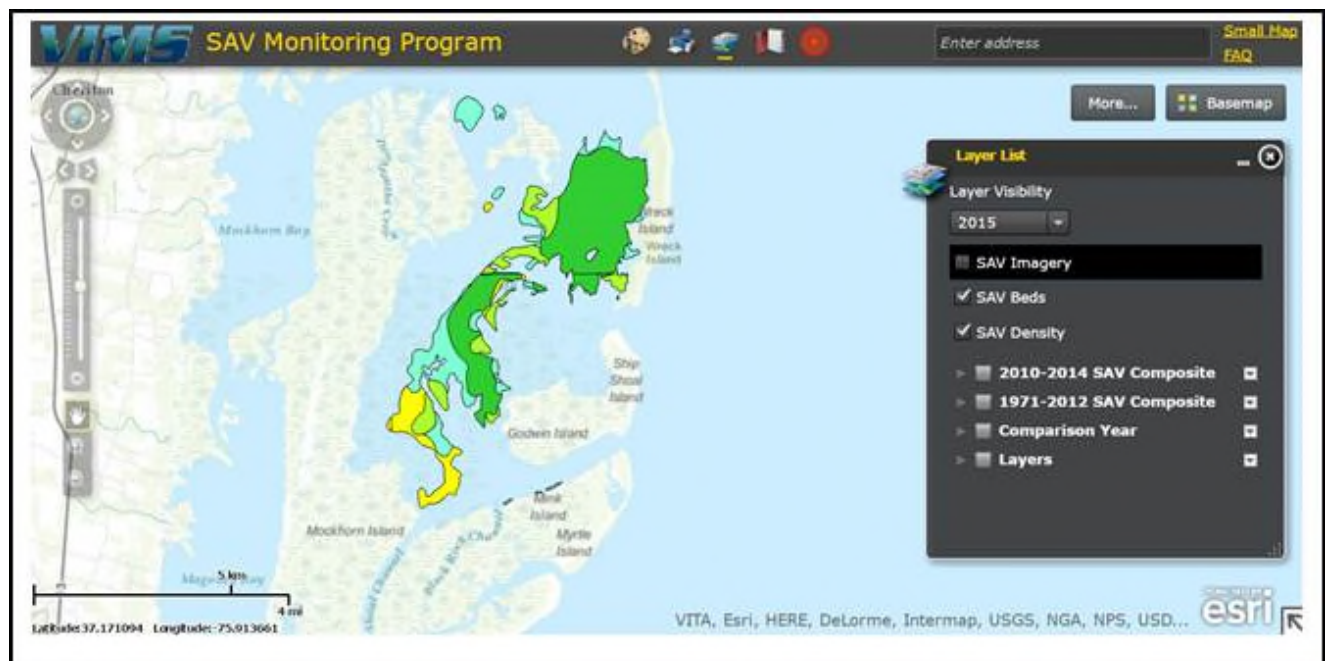 VIMS SAV Monitoring Program
Enter address
Small Map
FAQ
More...
Basemap
Cheriton
Mockhorn Bay
Wreck
Island
Wreck
Island
Ship
Shoal
Island
Godwin Island
Mink
Island
Myrtle
Island
Mockhorn Island
Layer List
Layer Visibility
2015
SAV Imagery
SAV Beds
SAV Density
2010-2014 SAV Composite
1971-2012 SAV Composite
Comparison Year
Layers
5 km
4 mi
Latitude:37.171094 Longitude:-75.913661
VITA, Esri, HERE, DeLorme, Intermap, USGS, NGA, NPS, USD...
esri